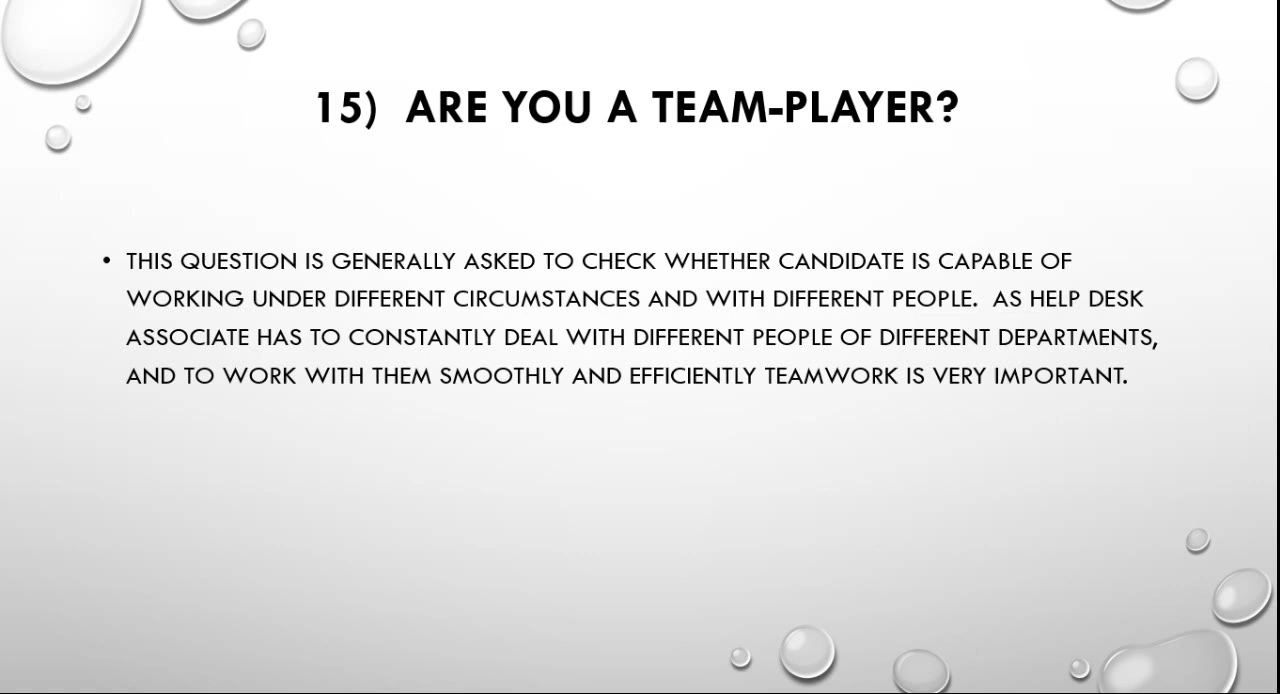 15)  ARE YOU A TEAM-PLAYER?
• THIS QUESTION IS GENERALLY ASKED TO CHECK WHETHER CANDIDATE IS CAPABLE OF
WORKING UNDER DIFFERENT CIRCUMSTANCES AND WITH DIFFERENT PEOPLE.  AS HELP DESK
ASSOCIATE HAS TO CONSTANTLY DEAL WITH DIFFERENT PEOPLE OF DIFFERENT DEPARTMENTS,
AND TO WORK WITH THEM SMOOTHLY AND EFFICIENTLY TEAMWORK IS VERY IMPORTANT.